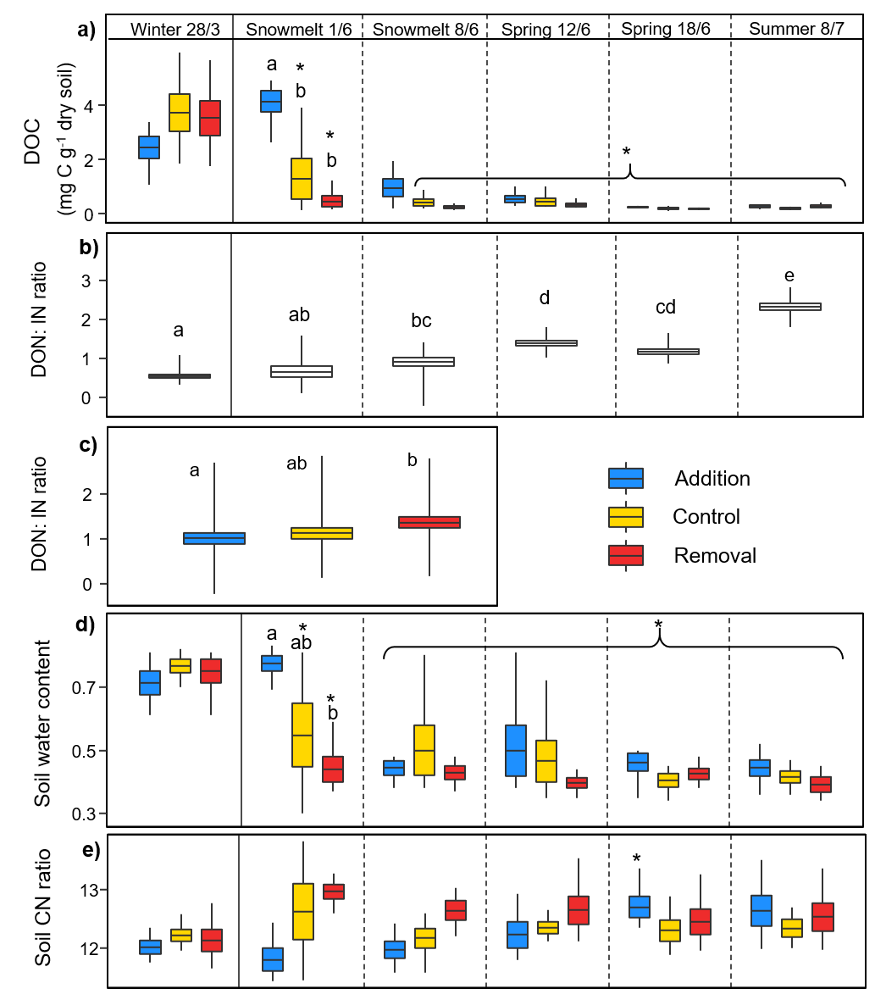 a) Winter 28/3 Snowmelt 1/6 Snowmelt 8/6 Spring 12/6 Spring 18/6 Summer 8/7
DOC
(mg C g⁻¹ dry soil)
4
2
0
a * b * b *
b)
DON: IN ratio
3
2
1
0
a ab bc d cd e
c)
DON: IN ratio
2
1
0
a ab b
Addition
Control
Removal
d)
Soil water content
0.7
0.5
0.3
a * ab * b *
e)
Soil CN ratio
13
12
*